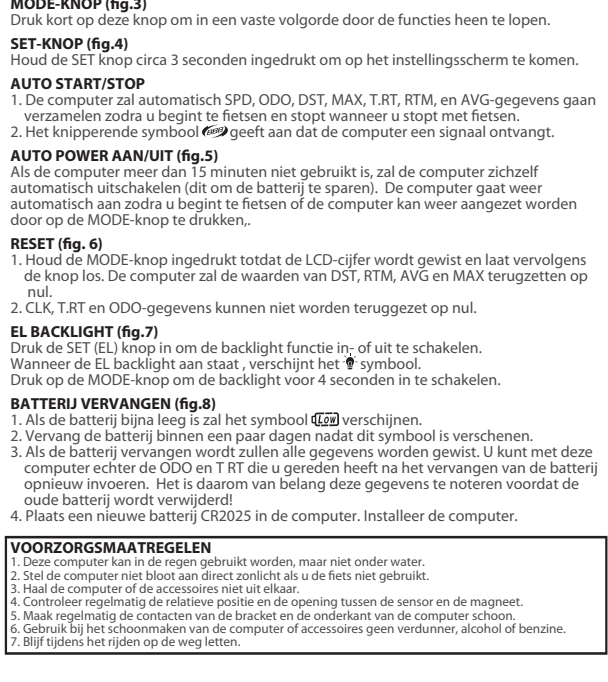 MODE-KNOP (fig.3)
Druk kort op deze knop om in een vaste volgorde door de functies heen te lopen.
SET-KNOP (fig.4)
Houd de SET knop circa 3 seconden ingedrukt om op het instellingsscherm te komen.
AUTO START/STOP
1. De computer zal automatisch SPD, ODO, DST, MAX, T.RT, RTM, en AVG-gegevens gaan
verzamelen zodra u begint te fietsen en stopt wanneer u stopt met fietsen.
2. Het knipperende symbool geeft aan dat de computer een signaal ontvangt.
AUTO POWER AAN/UIT (fig.5)
Als de computer meer dan 15 minuten niet gebruikt is, zal de computer zichzelf
automatisch uitschakelen (dit om de batterij te sparen). De computer gaat weer
automatisch aan zodra u begint te fietsen of de computer kan weer aangezet worden
door op de MODE-knop te drukken,.
RESET (fig. 6)
1. Houd de MODE-knop ingedrukt totdat de LCD-cijfer wordt gewist en laat vervolgens
de knop los. De computer zal de waarden van DST, RTM, AVG en MAX terugzetten op
nul.
2. CLK, T.RT en ODO-gegevens kunnen niet worden teruggezet op nul.
EL BACKLIGHT (fig.7)
Druk de SET (EL) knop in om de backlight functie in- of uit te schakelen.
Wanneer de EL backlight aan staat , verschijnt het symbool.
Druk op de MODE-knop om de backlight voor 4 seconden in te schakelen.
BATTERIJ VERVANGEN (fig.8)
1. Als de batterij bijna leeg is zal het symbool Low verschijnen.
2. Vervang de batterij binnen een paar dagen nadat dit symbool is verschenen.
3. Als de batterij vervangen wordt zullen alle gegevens worden gewist. U kunt met deze
computer echter de ODO en T RT die u gereden heeft na het vervangen van de batterij
opnieuw invoeren. Het is daarom van belang deze gegevens te noteren voordat de
oude batterij wordt verwijderd!
4. Plaats een nieuwe batterij CR2025 in de computer. Installeer de computer.
VOORZORGSMAATREGELEN
1. Deze computer kan in de regen gebruikt worden, maar niet onder water.
2. Stel de computer niet bloot aan direct zonlicht als u de fiets niet gebruikt.
3. Haal de computer of de accessoires niet uit elkaar.
4. Controleer regelmatig de relatieve positie en de opening tussen de sensor en de magneet.
5. Maak regelmatig de contacten van de bracket en de onderkant van de computer schoon.
6. Gebruik bij het schoonmaken van de computer of accessoires geen verdunner, alcohol of benzine.
7. Blijf tijdens het rijden op de weg letten.